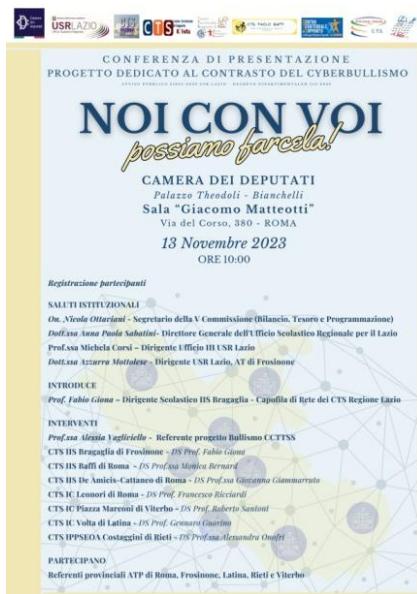 USRLAZIO
CTS
CTS PAOLO BAFFI
C.T.S.
CONFERENZA DI PRESENTAZIONE
PROGETTO DEDICATO AL CONTRASTO DEL CYBERBULLISMO
NOI CON VOI
possiamo farcela!
CAMERA DEI DEPUTATI
Palazzo Theodoli - Bianchelli
Sala "Giacomo Matteotti"
Via del Corso, 380 - ROMA
13 Novembre 2023
ORE 10:00
Registrazione partecipanti
SALUTI ISTITUZIONALI
On. Nicola Ottaviani - Segretario della V Commissione (Bilancio, Tesoro e Programmazione)
Dott.ssa Anna Paola Sabatini- Direttore Generale dell'Ufficio Scolastico Regionale per il Lazio
Prof.ssa Michela Corsi – Dirigente Ufficio III USR Lazio
Dott.ssa Azzurra Mottolese - Dirigente USR Lazio, AT di Frosinone
INTRODUCE
Prof. Fabio Giona – Dirigente Scolastico IIS Bragaglia - Capofila di Rete dei CTS Regione Lazio
INTERVENTI
Prof.ssa Alessia Vagliviello - Referente progetto Bullismo CCTTSS
CTS IIS Bragaglia di Frosinone - DS Prof. Fabio Giona
CTS IIS Baffi di Roma - DS Prof.ssa Monica Bernard
CTS IIS De Amicis-Cattaneo di Roma - DS Prof.ssa Giovanna Giammaruto
CTS IC Leonori di Roma - DS Prof. Francesco Ricciardi
CTS IC Piazza Marconi di Viterbo - DS Prof. Roberto Santoni
CTS IC Volta di Latina - DS Prof. Gennaro Guarino
CTS IPPSEOA Costaggini di Rieti - DS Prof.ssa Alessandra Onofri
PARTECIPANO
Referenti provinciali ATP di Roma, Frosinone, Latina, Rieti e Viterbo